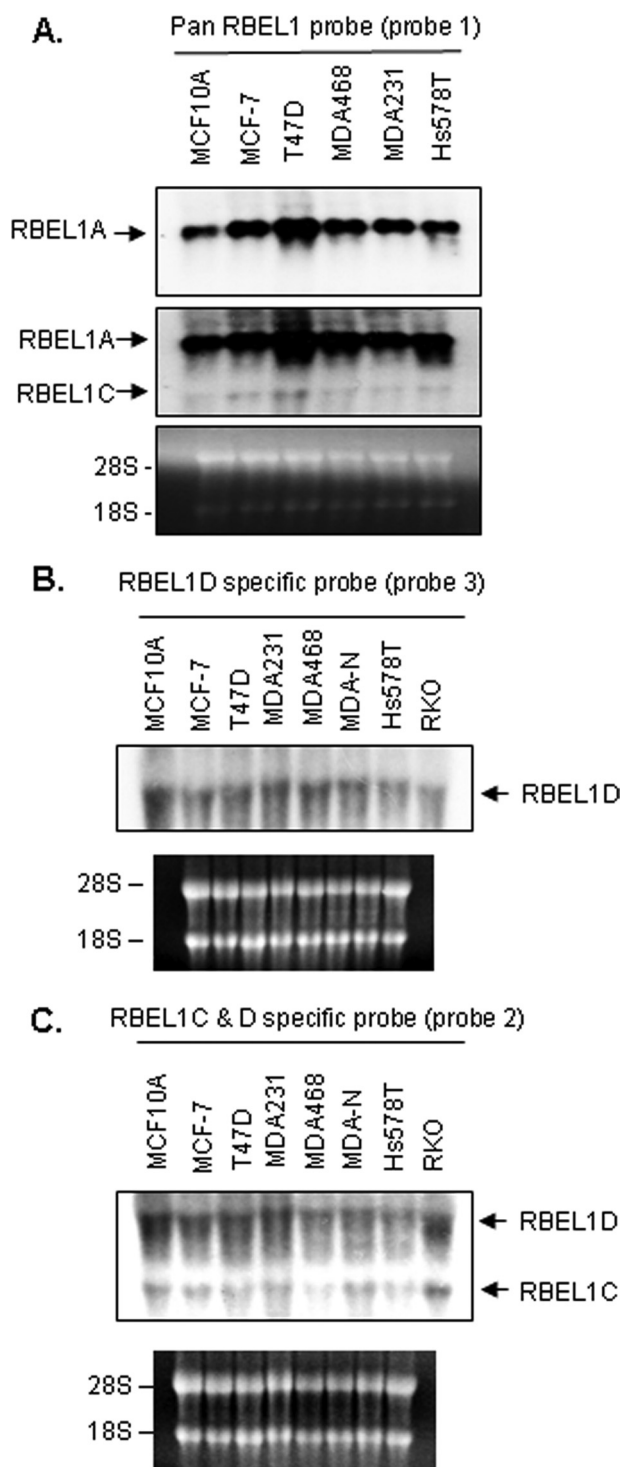 A.
Pan RBEL1 probe (probe 1)
MCF10A
MCF-7
T47D
MDA468
MDA231
Hs578T
RBEL1A
RBEL1A
RBEL1C
28S -
18S -
B.
RBEL1D specific probe (probe 3)
MCF10A
MCF-7
T47D
MDA231
MDA468
MDA-N
Hs578T
RKO
RBEL1D
28S –
18S –
C.
RBEL1C & D specific probe (probe 2)
MCF10A
MCF-7
T47D
MDA231
MDA468
MDA-N
Hs578T
RKO
RBEL1D
RBEL1C
28S –
18S –